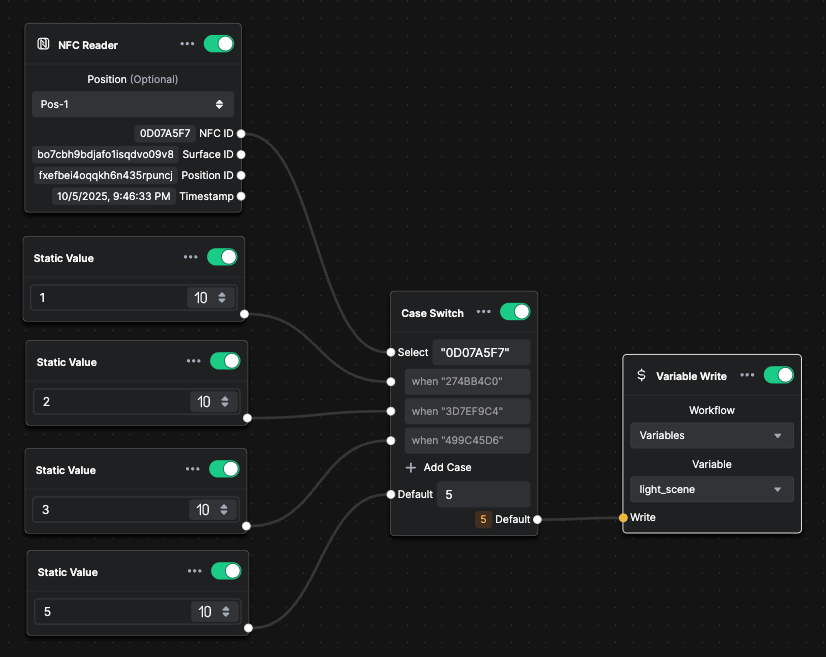 NFC Reader
Position (Optional)
Pos-1
0D07A5F7 NFC ID
bo7cbh9bdjafo1isqdvo09v8 Surface ID
fxefbei4oqqkh6n435rpuncj Position ID
10/5/2025, 9:46:33 PM Timestamp
Static Value
1 10
Static Value
2 10
Static Value
3 10
Static Value
5 10
Case Switch
Select "0D07A5F7"
when "274BB4C0"
when "3D7EF9C4"
when "499C45D6"
+ Add Case
Default 5
5 Default
$ Variable Write
Workflow
Variables
Variable
light_scene
Write